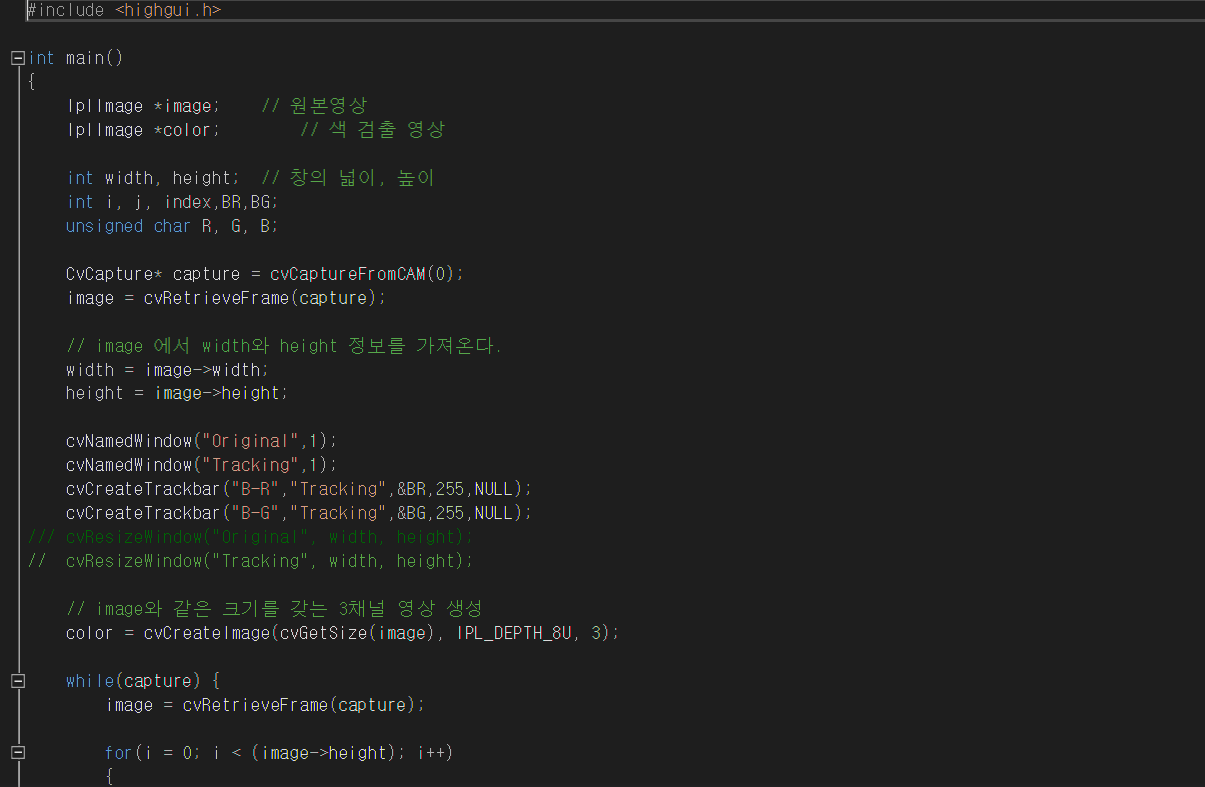 #include <highgui.h>
int main()
{
IplImage *image; // 원본영상
IplImage *color; // 색 검출 영상
int width, height; // 창의 넓이, 높이
int i, j, index,BR,BG;
unsigned char R, G, B;
CvCapture* capture = cvCaptureFromCAM(0);
image = cvRetrieveFrame(capture);
// image 에서 width와 height 정보를 가져온다.
width = image->width;
height = image->height;
cvNamedWindow("Original",1);
cvNamedWindow("Tracking",1);
cvCreateTrackbar("B-R","Tracking",&BR,255,NULL);
cvCreateTrackbar("B-G","Tracking",&BG,255,NULL);
/// cvResizeWindow("Original", width, height);
// cvResizeWindow("Tracking", width, height);
// image와 같은 크기를 갖는 3채널 영상 생성
color = cvCreateImage(cvGetSize(image), IPL_DEPTH_8U, 3);
while(capture) {
image = cvRetrieveFrame(capture);
for(i = 0; i < (image->height); i++)
{